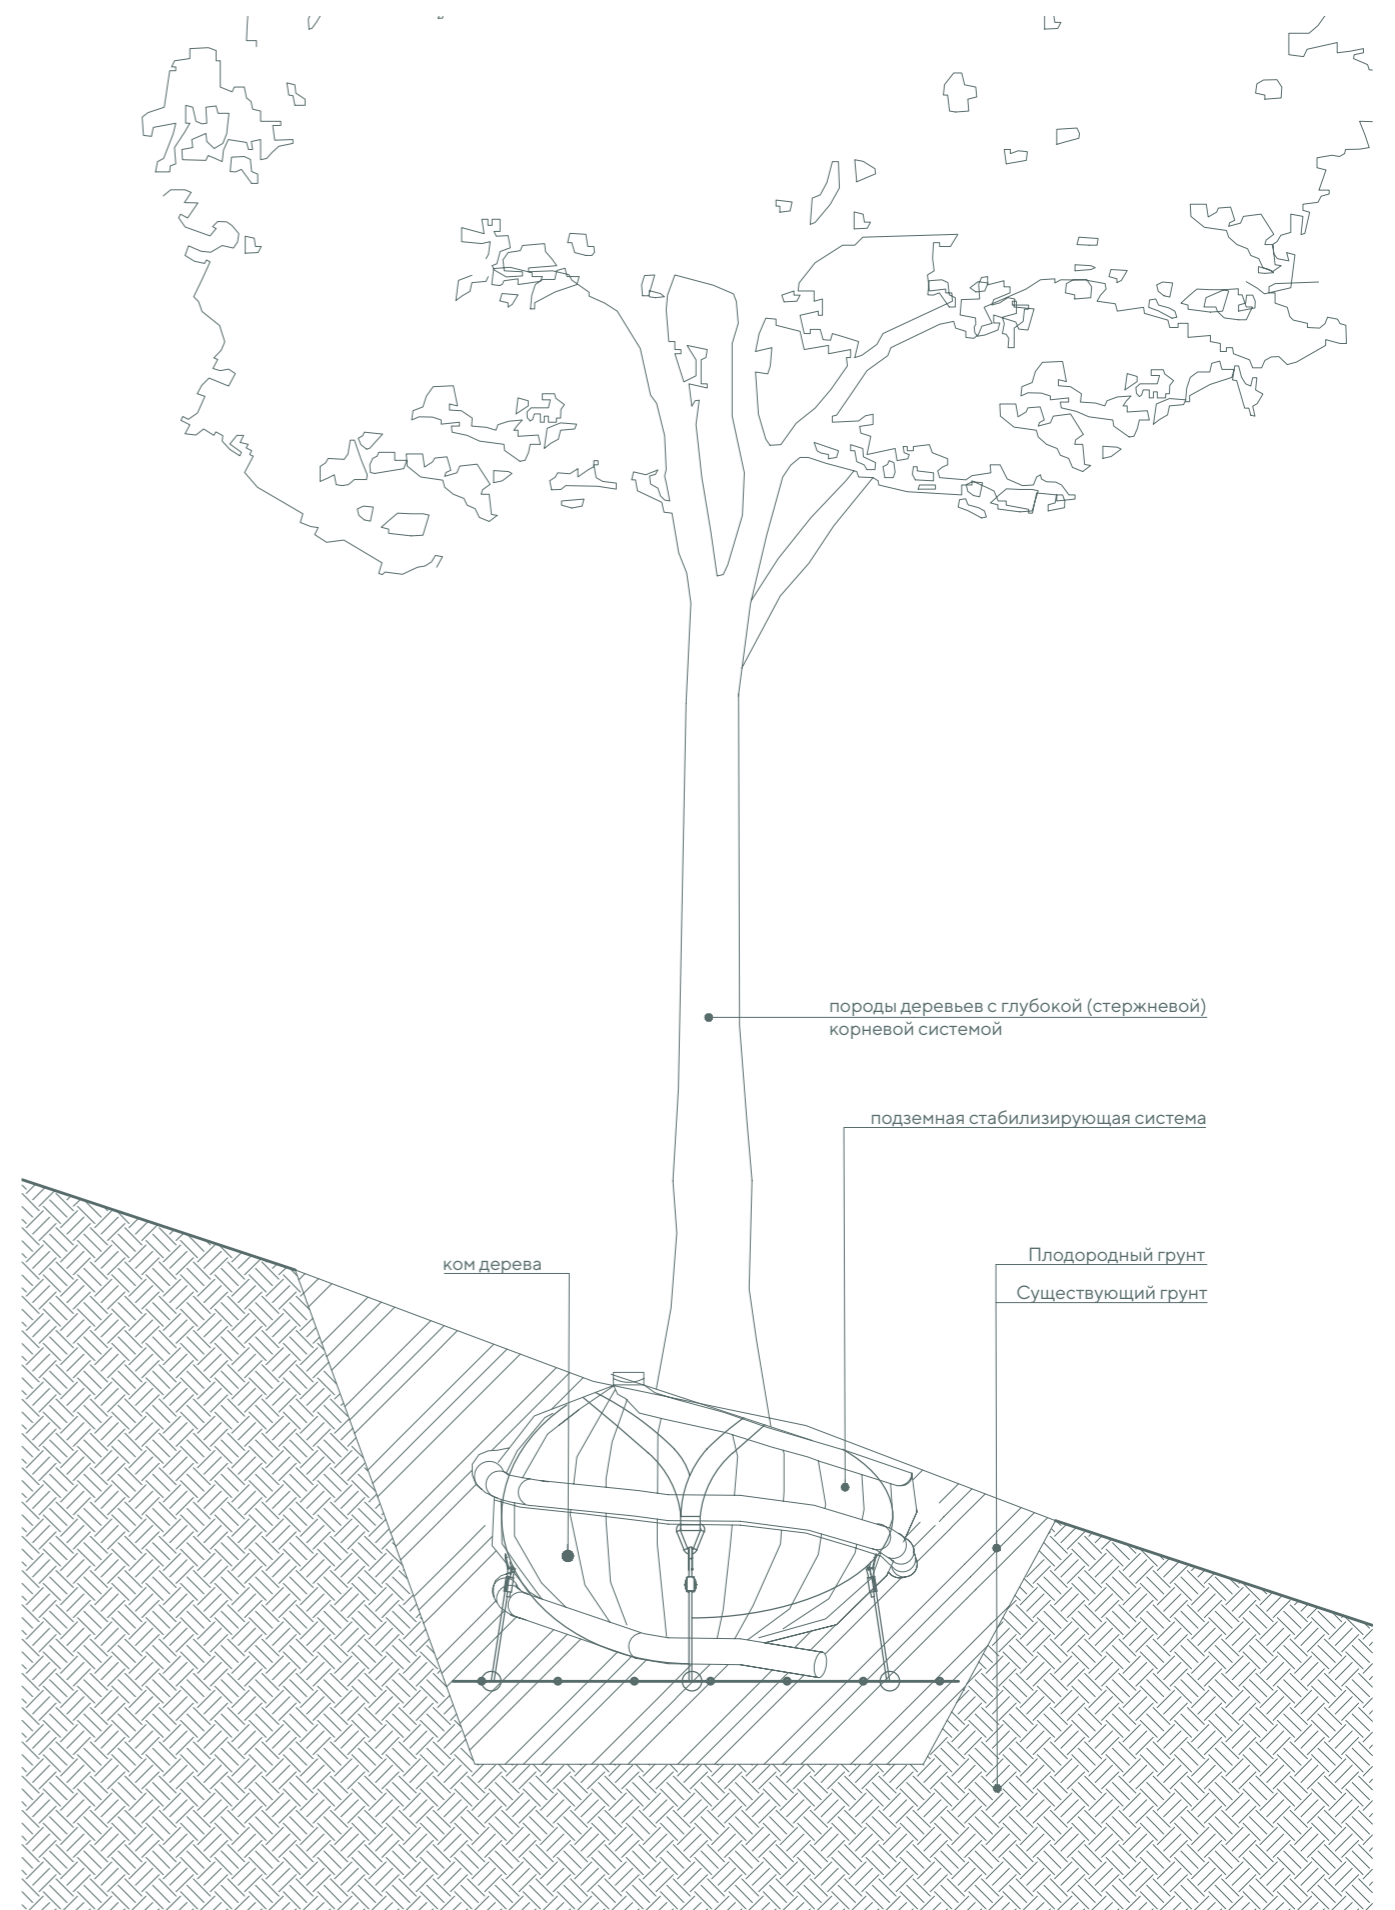 породы деревьев с глубокой (стержневой)
корневой системой
подземная стабилизирующая система
Плодородный грунт
ком дерева
Существующий грунт